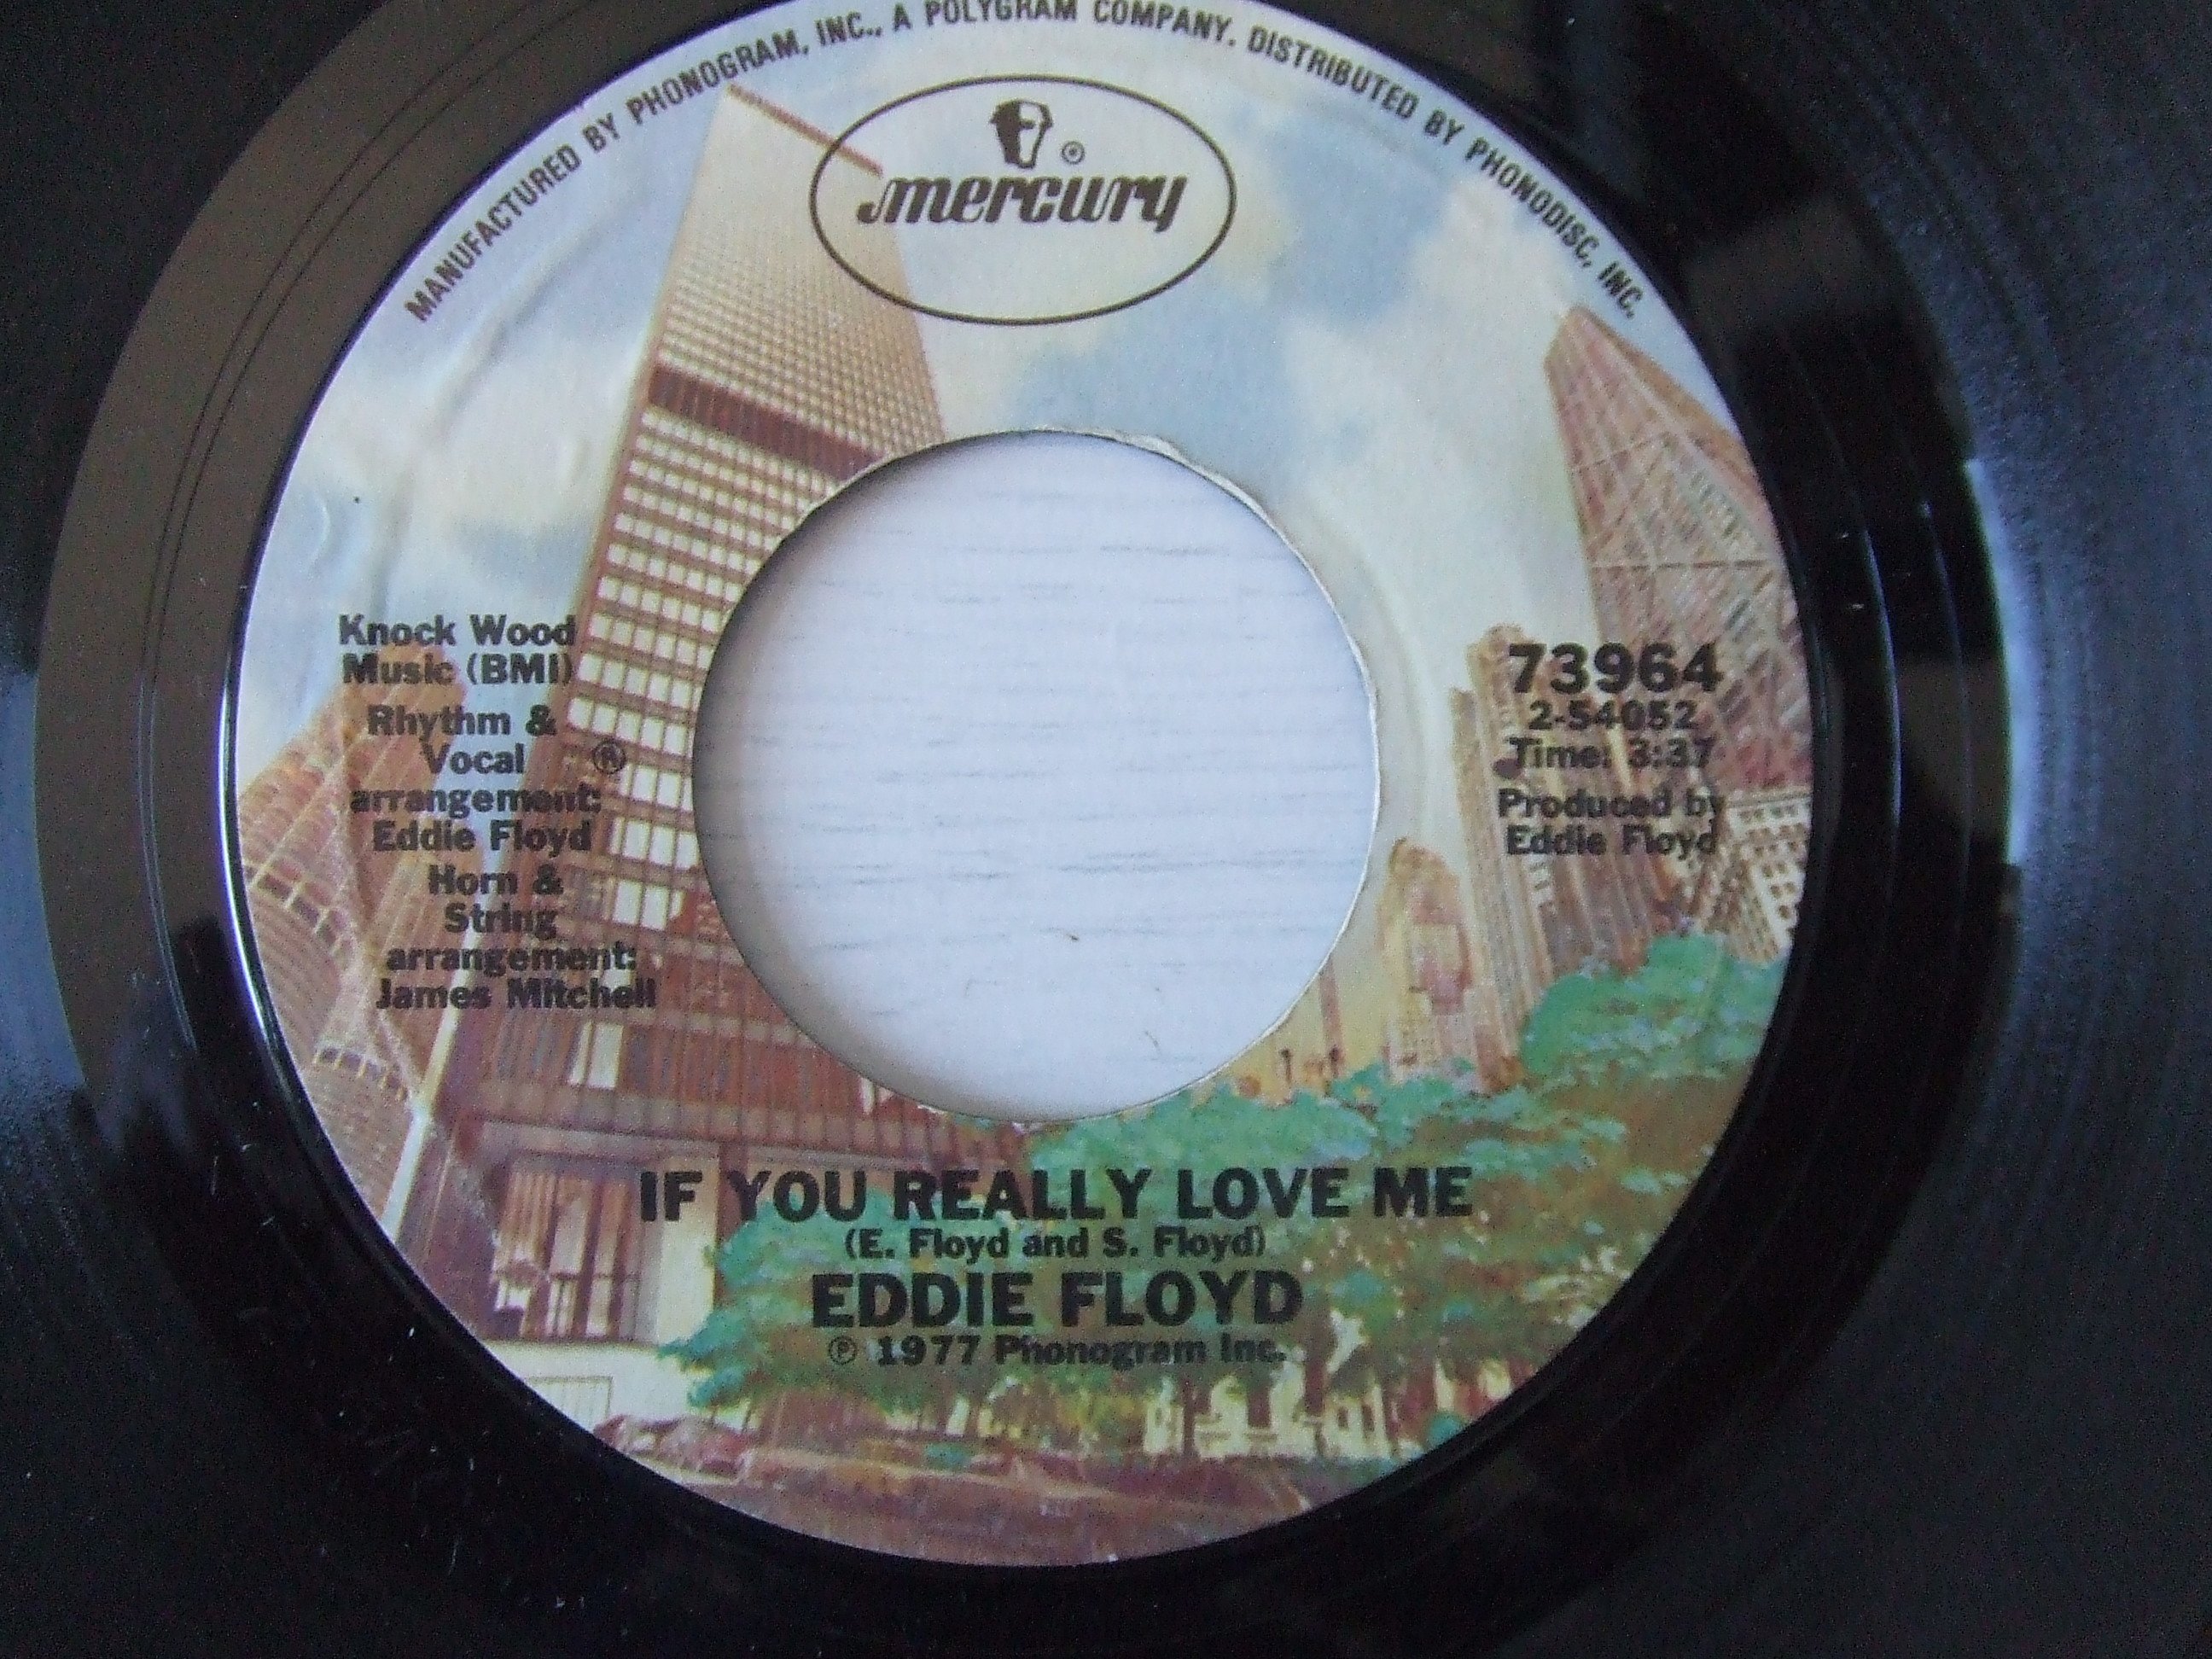 MANUFACTURED BY PHONOGRAM, INC., A POLYGRAM COMPANY. DISTRIBUTED BY PHONODISC, INC.
®
mercury
Knock Wood
Music (BMI)
Rhythm &
Vocal
arrangement:
Eddie Floyd
Horn &
String
arrangement:
James Mitchell
®
73964
2-54052
Time: 3:37
Produced by
Eddie Floyd
IF YOU REALLY LOVE ME
(E. Floyd and S. Floyd)
EDDIE FLOYD
℗ 1977 Phonogram Inc.